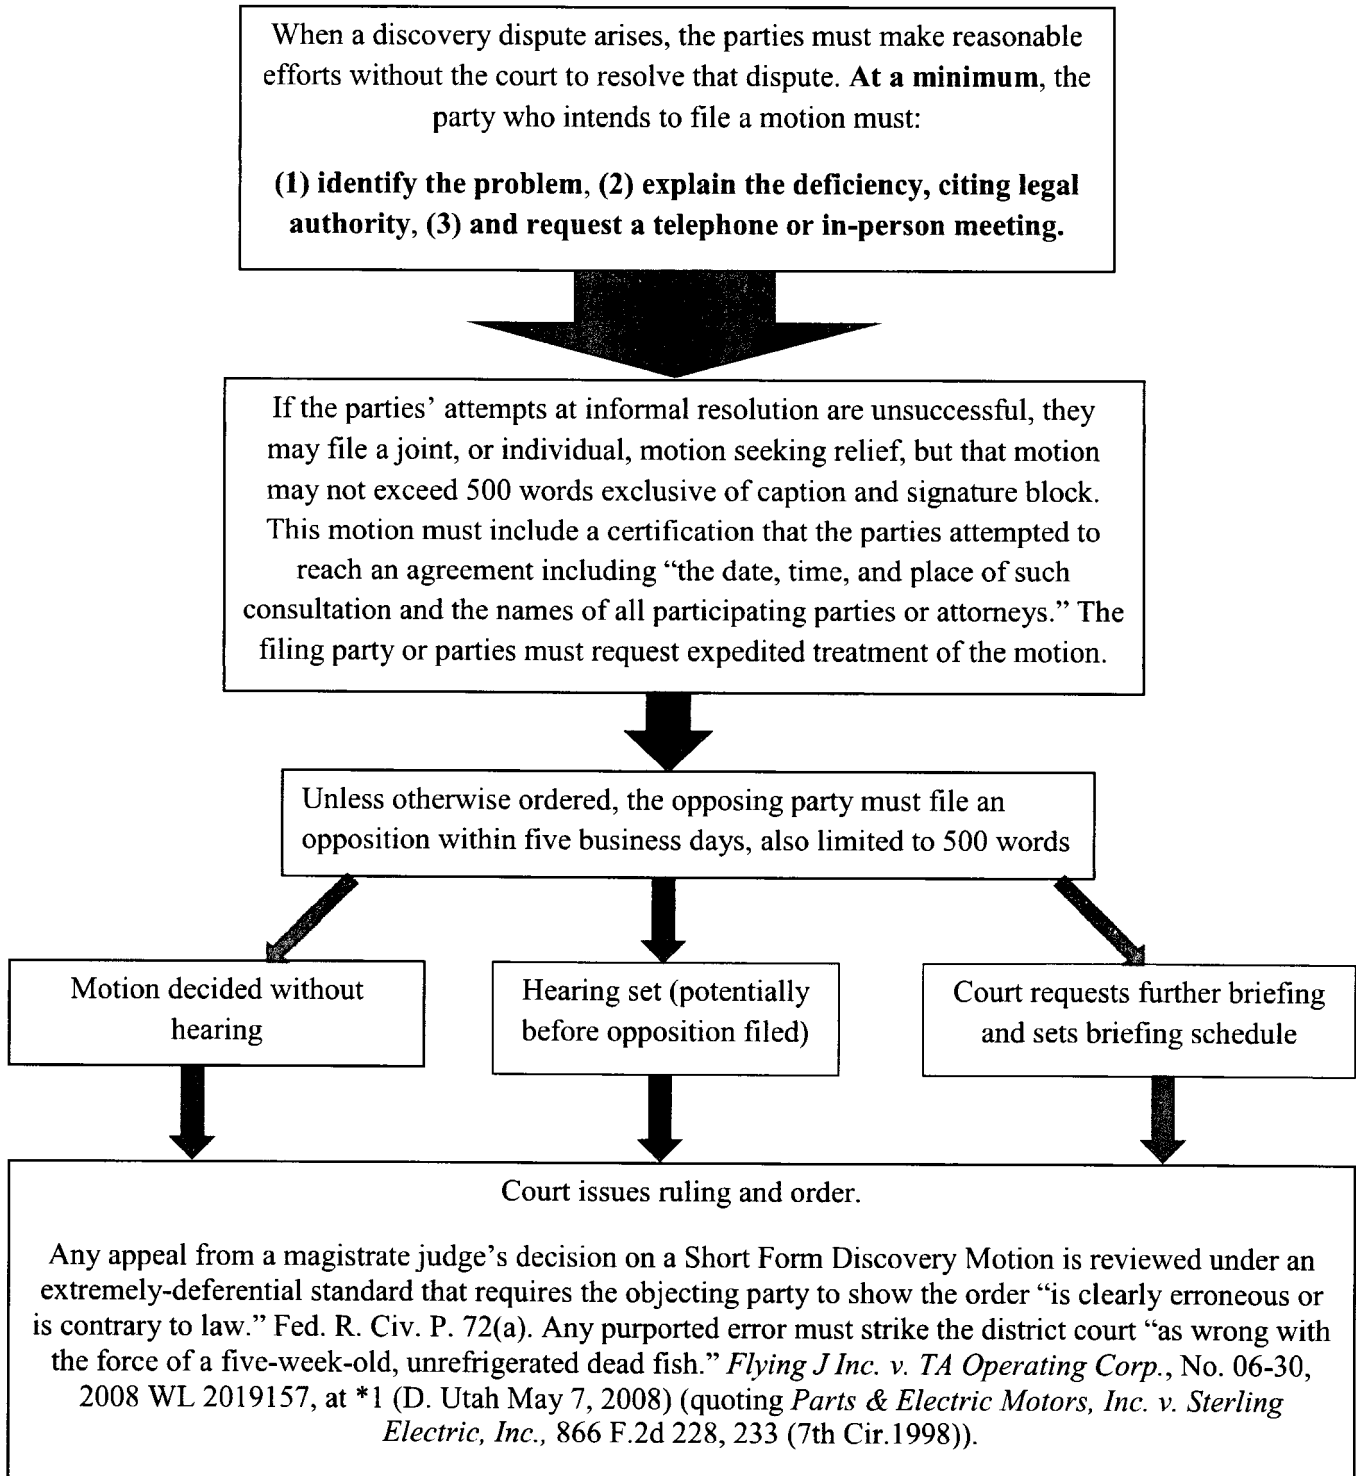 When a discovery dispute arises, the parties must make reasonable
efforts without the court to resolve that dispute. At a minimum, the
party who intends to file a motion must:
(1) identify the problem, (2) explain the deficiency, citing legal
authority, (3) and request a telephone or in-person meeting.
If the parties’ attempts at informal resolution are unsuccessful, they
may file a joint, or individual, motion seeking relief, but that motion
may not exceed 500 words exclusive of caption and signature block.
This motion must include a certification that the parties attempted to
reach an agreement including “the date, time, and place of such
consultation and the names of all participating parties or attorneys.” The
filing party or parties must request expedited treatment of the motion.
Unless otherwise ordered, the opposing party must file an
opposition within five business days, also limited to 500 words
Motion decided without
hearing
Hearing set (potentially
before opposition filed)
Court requests further briefing
and sets briefing schedule
Court issues ruling and order.
Any appeal from a magistrate judge’s decision on a Short Form Discovery Motion is reviewed under an
extremely-deferential standard that requires the objecting party to show the order “is clearly erroneous or
is contrary to law.” Fed. R. Civ. P. 72(a). Any purported error must strike the district court “as wrong with
the force of a five-week-old, unrefrigerated dead fish.” Flying J Inc. v. TA Operating Corp., No. 06-30,
2008 WL 2019157, at *1 (D. Utah May 7, 2008) (quoting Parts & Electric Motors, Inc. v. Sterling
Electric, Inc., 866 F.2d 228, 233 (7th Cir.1998)).